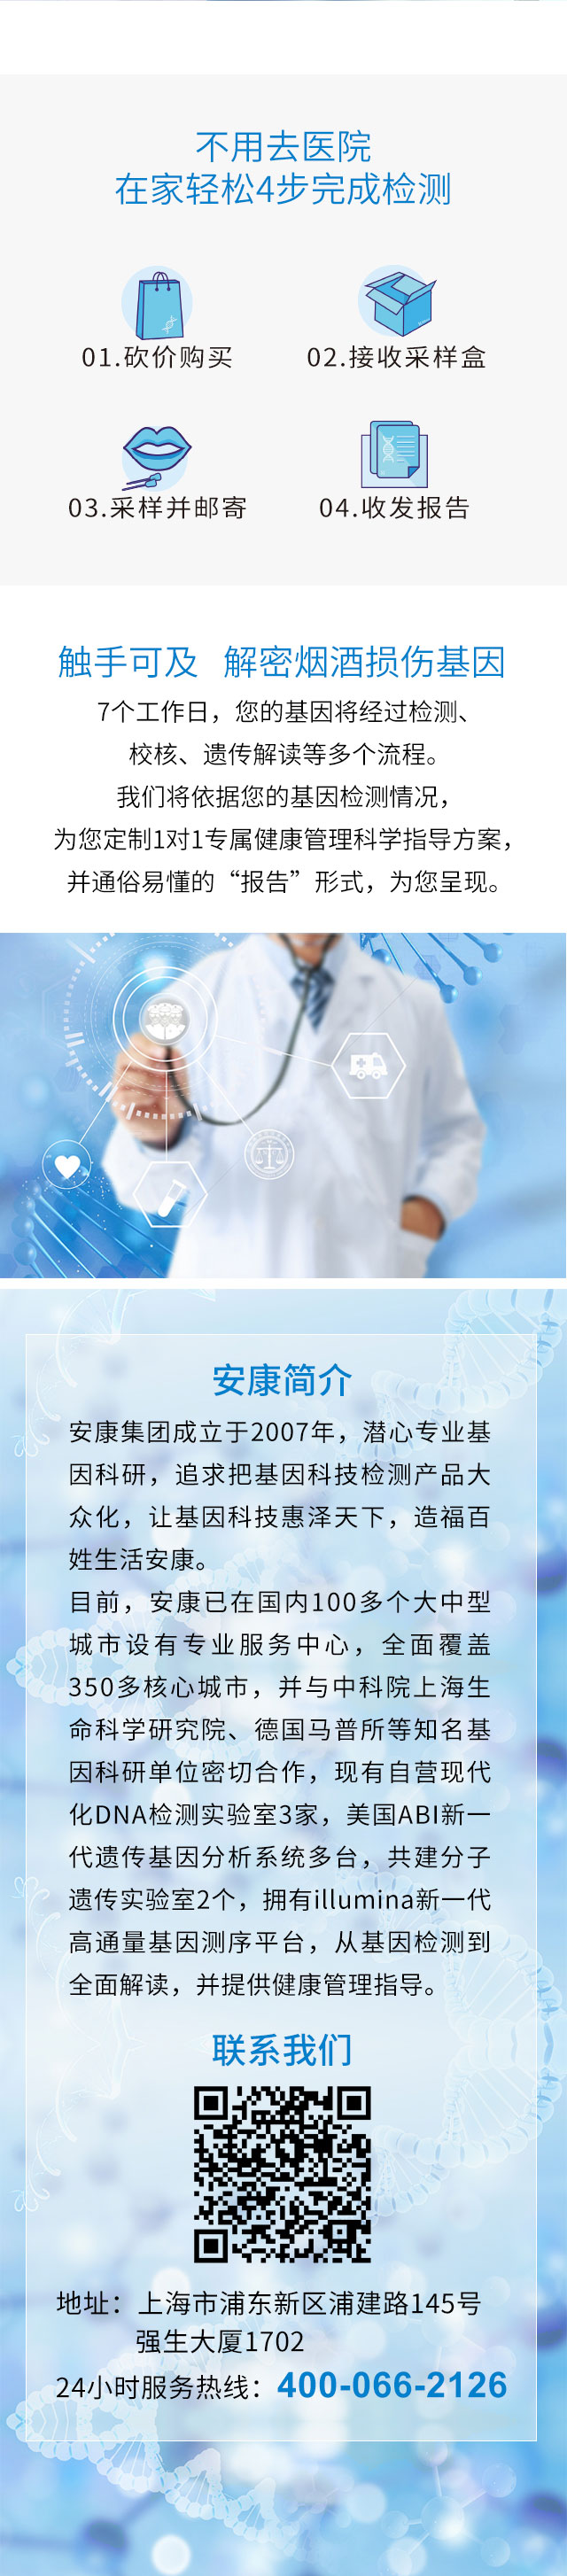 不用去医院
在家轻松4步完成检测
01.砍价购买
02.接收采样盒
03.采样并邮寄
04.收发报告
触手可及 解密烟酒损伤基因
7个工作日，您的基因将经过检测、
校核、遗传解读等多个流程。
我们将依据您的基因检测情况，
为您定制1对1专属健康管理科学指导方案，
并通俗易懂的“报告”形式，为您呈现。
安康简介
安康集团成立于2007年，潜心专业基
因科研，追求把基因科技检测产品大
众化，让基因科技惠泽天下，造福百
姓生活安康。
目前，安康已在国内100多个大中型
城市设有专业服务中心，全面覆盖
350多核心城市，并与中科院上海生
命科学研究院、德国马普所等知名基
因科研单位密切合作，现有自营现代
化DNA检测实验室3家，美国ABI新一
代遗传基因分析系统多台，共建分子
遗传实验室2个，拥有illumina新一代
高通量基因测序平台，从基因检测到
全面解读，并提供健康管理指导。
联系我们
地址：上海市浦东新区浦建路145号
强生大厦1702
24小时服务热线：400-066-2126